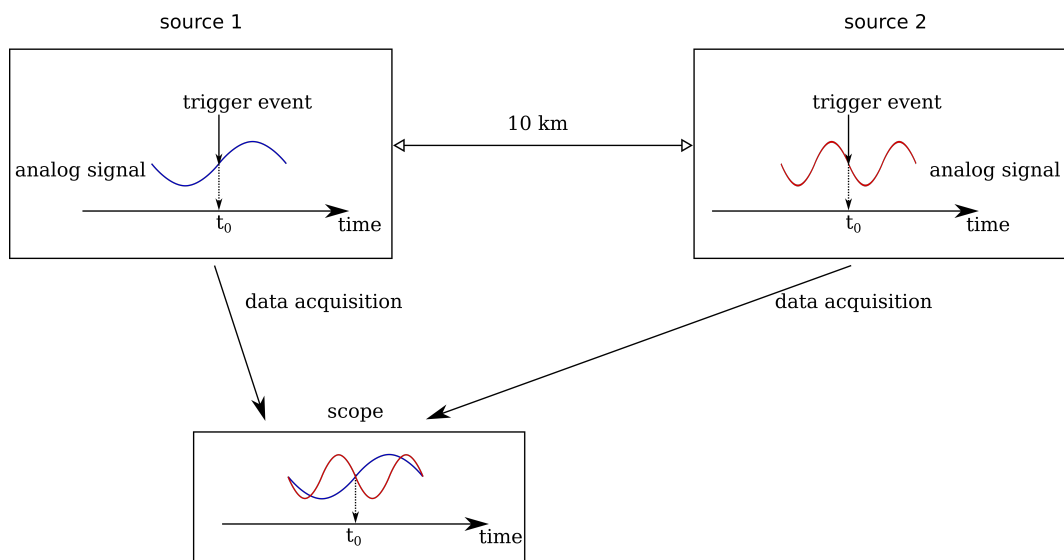 source 1
source 2
trigger event
analog signal
t₀
time
10 km
trigger event
analog signal
t₀
time
data acquisition
data acquisition
scope
t₀
time